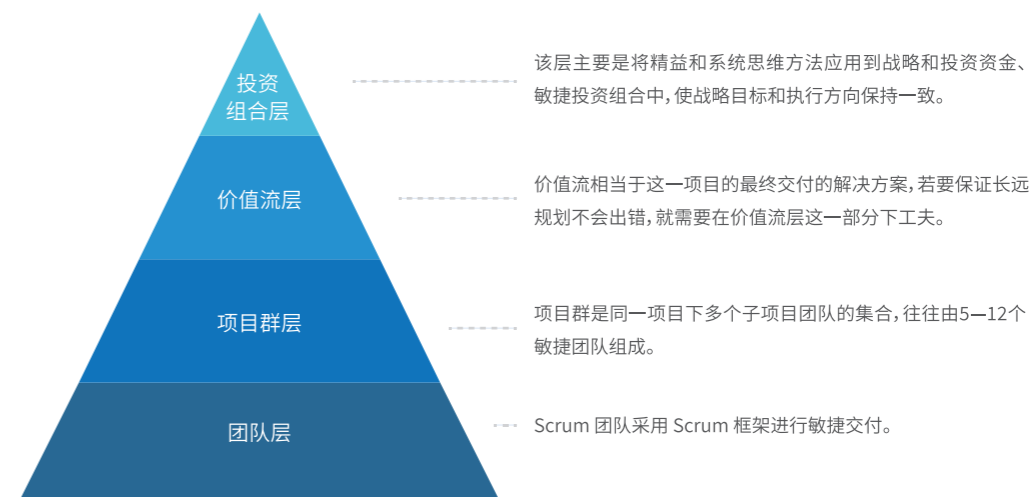 投资
组合层
该层主要是将精益和系统思维方法应用到战略和投资资金、
敏捷投资组合中,使战略目标和执行方向保持一致。
价值流层
价值流相当于这一项目的最终交付的解决方案,若要保证长远
规划不会出错,就需要在价值流层这一部分下工夫。
项目群层
项目群是同一项目下多个子项目团队的集合,往往由5—12个
敏捷团队组成。
团队层
Scrum 团队采用 Scrum 框架进行敏捷交付。